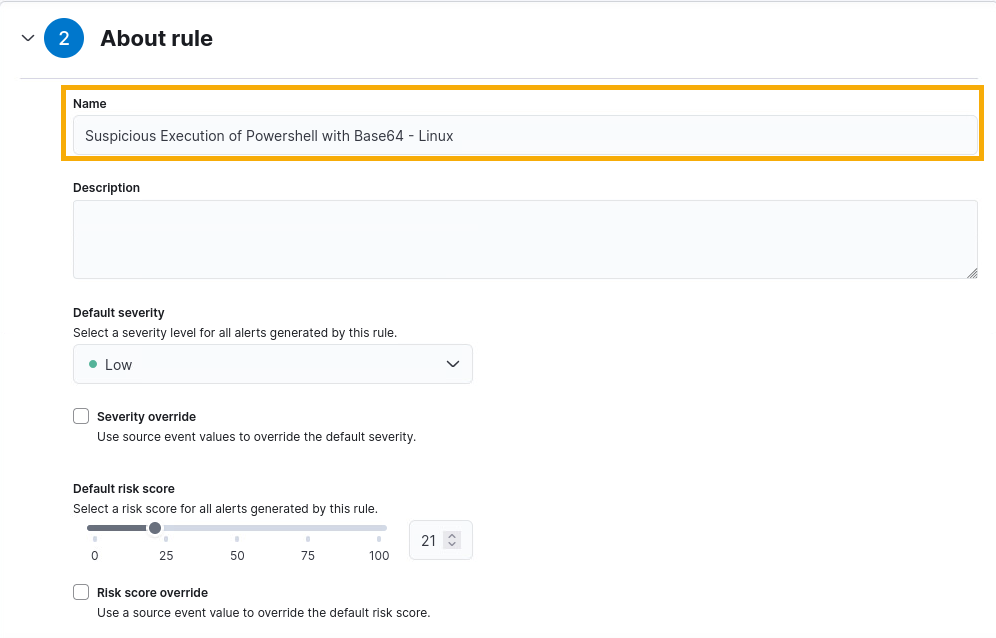 2 About rule
Name
Suspicious Execution of Powershell with Base64 - Linux
Description
Default severity
Select a severity level for all alerts generated by this rule.
Low
Severity override
Use source event values to override the default severity.
Default risk score
Select a risk score for all alerts generated by this rule.
21
0 25 50 75 100
Risk score override
Use a source event value to override the default risk score.